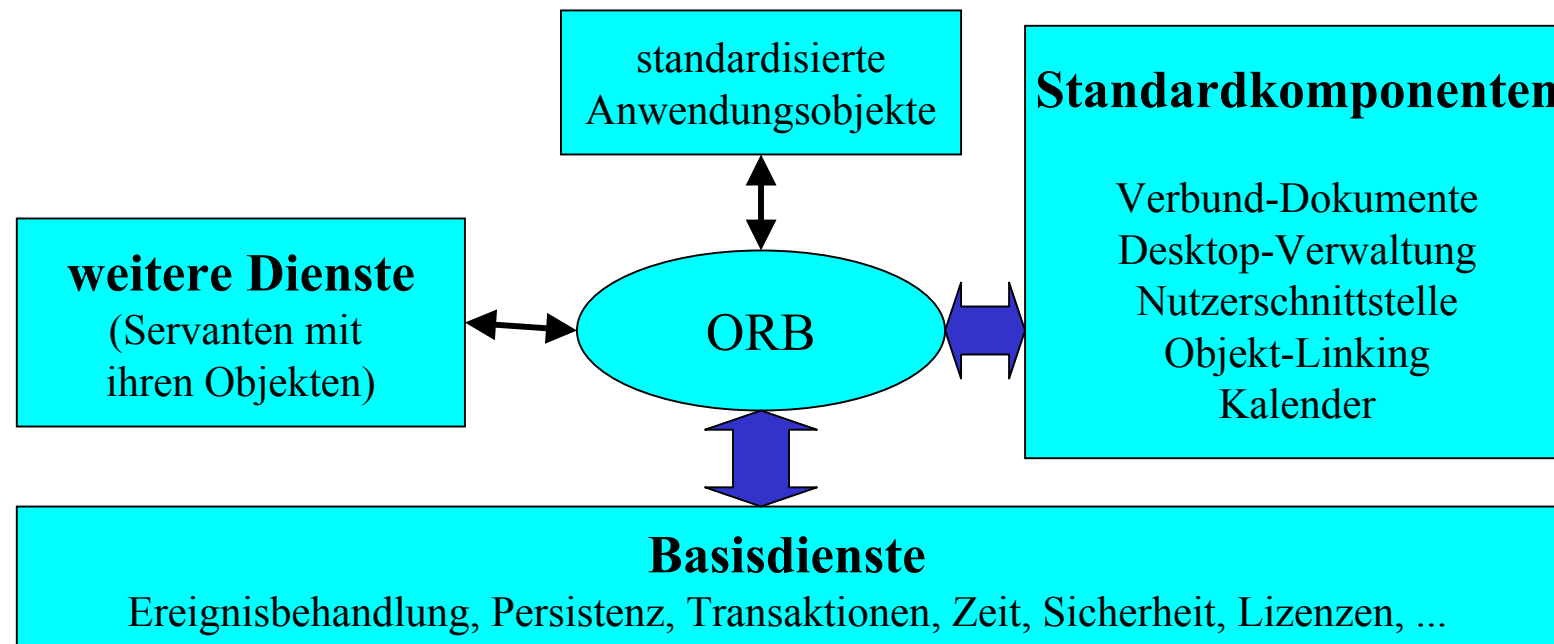 standardisierte
Anwendungsobjekte
Standardkomponenten
Verbund-Dokumente
Desktop-Verwaltung
Nutzerschnittstelle
Objekt-Linking
Kalender
weitere Dienste
(Servanten mit
ihren Objekten)
ORB
Basisdienste
Ereignisbehandlung, Persistenz, Transaktionen, Zeit, Sicherheit, Lizenzen, ...